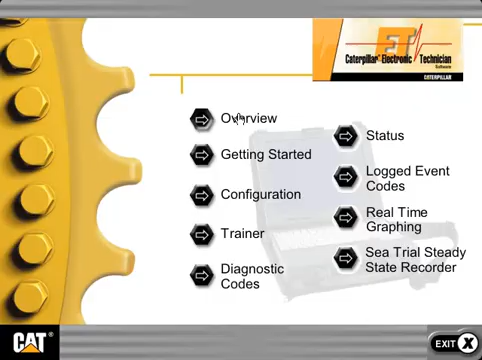 ET
Caterpillar Electronic Technician
Software
CATERPILLAR
Overview
Getting Started
Configuration
Trainer
Diagnostic
Codes
Status
Logged Event
Codes
Real Time
Graphing
Sea Trial Steady
State Recorder
CAT®
EXIT X